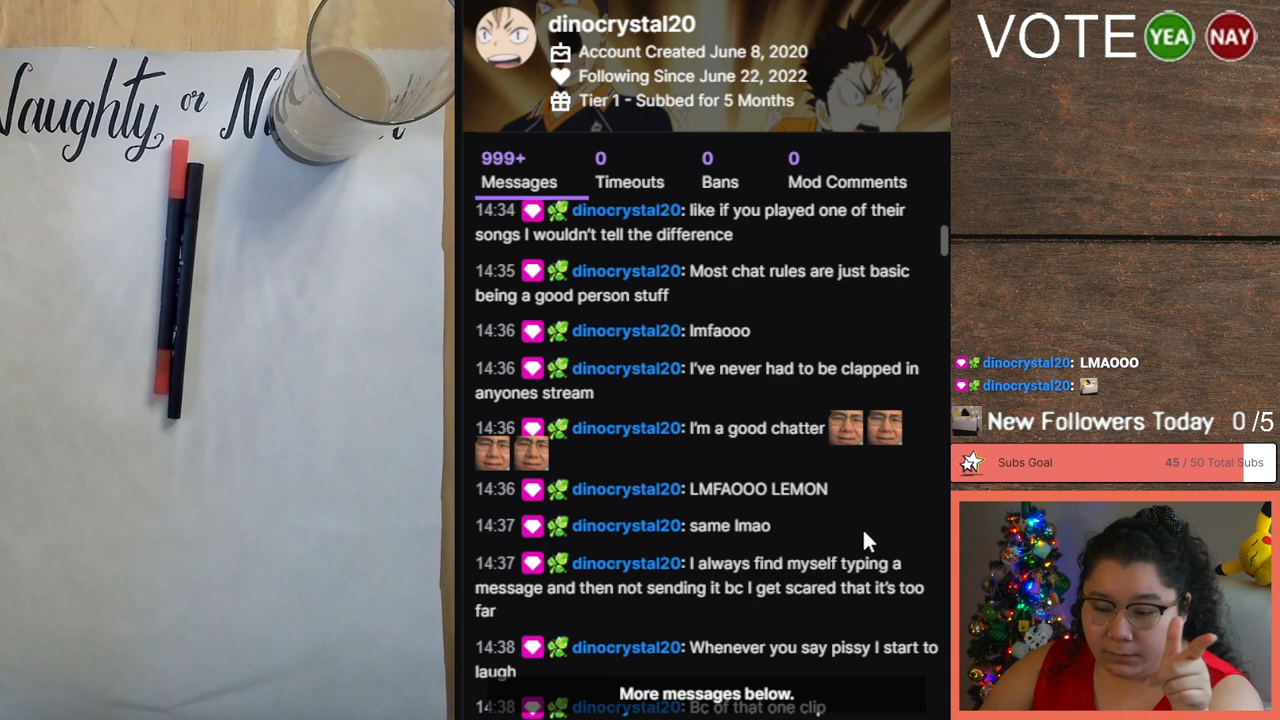 Naughty or
dinocrystal20
Account Created June 8, 2020
Following Since June 22, 2022
Tier 1 - Subbed for 5 Months
999+
Messages
0
Timeouts
0
Bans
0
Mod Comments
14:34 dinocrystal20: like if you played one of their
songs I wouldn't tell the difference
14:35 dinocrystal20: Most chat rules are just basic
being a good person stuff
14:36 dinocrystal20: lmfaooo
14:36 dinocrystal20: I've never had to be clapped in
anyones stream
14:36 dinocrystal20: I'm a good chatter
14:36 dinocrystal20: LMFAOOO LEMON
14:37 dinocrystal20: same lmao
14:37 dinocrystal20: I always find myself typing a
message and then not sending it bc I get scared that it's too
far
14:38 dinocrystal20: Whenever you say pissy I start to
laugh
More messages below.
14:38 dinocrystal20: Bc of that one clip
VOTE YEA NAY
dinocrystal20: LMAOOO
dinocrystal20:
New Followers Today 0 /5
Subs Goal 45 / 50 Total Subs